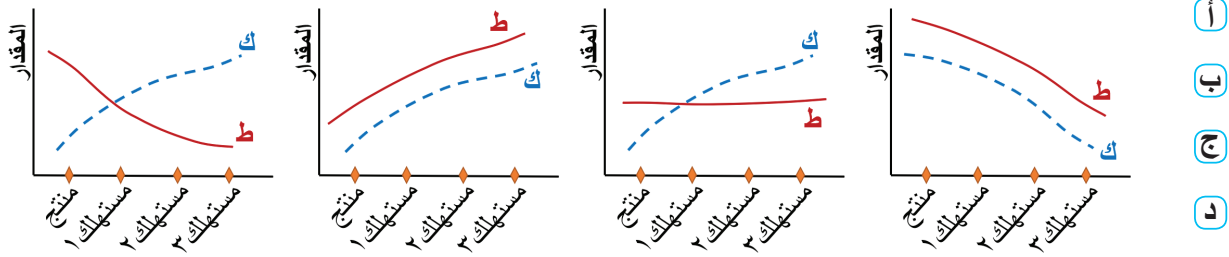 أ
ب
ج
د
المقدار
ط
ك
منتج
مستهلك ١
مستهلك ٢
مستهلك ٣
المقدار
ك
ط
منتج
مستهلك ١
مستهلك ٢
مستهلك ٣
المقدار
ط
ك
منتج
مستهلك ١
مستهلك ٢
مستهلك ٣
المقدار
ك
ط
منتج
مستهلك ١
مستهلك ٢
مستهلك ٣